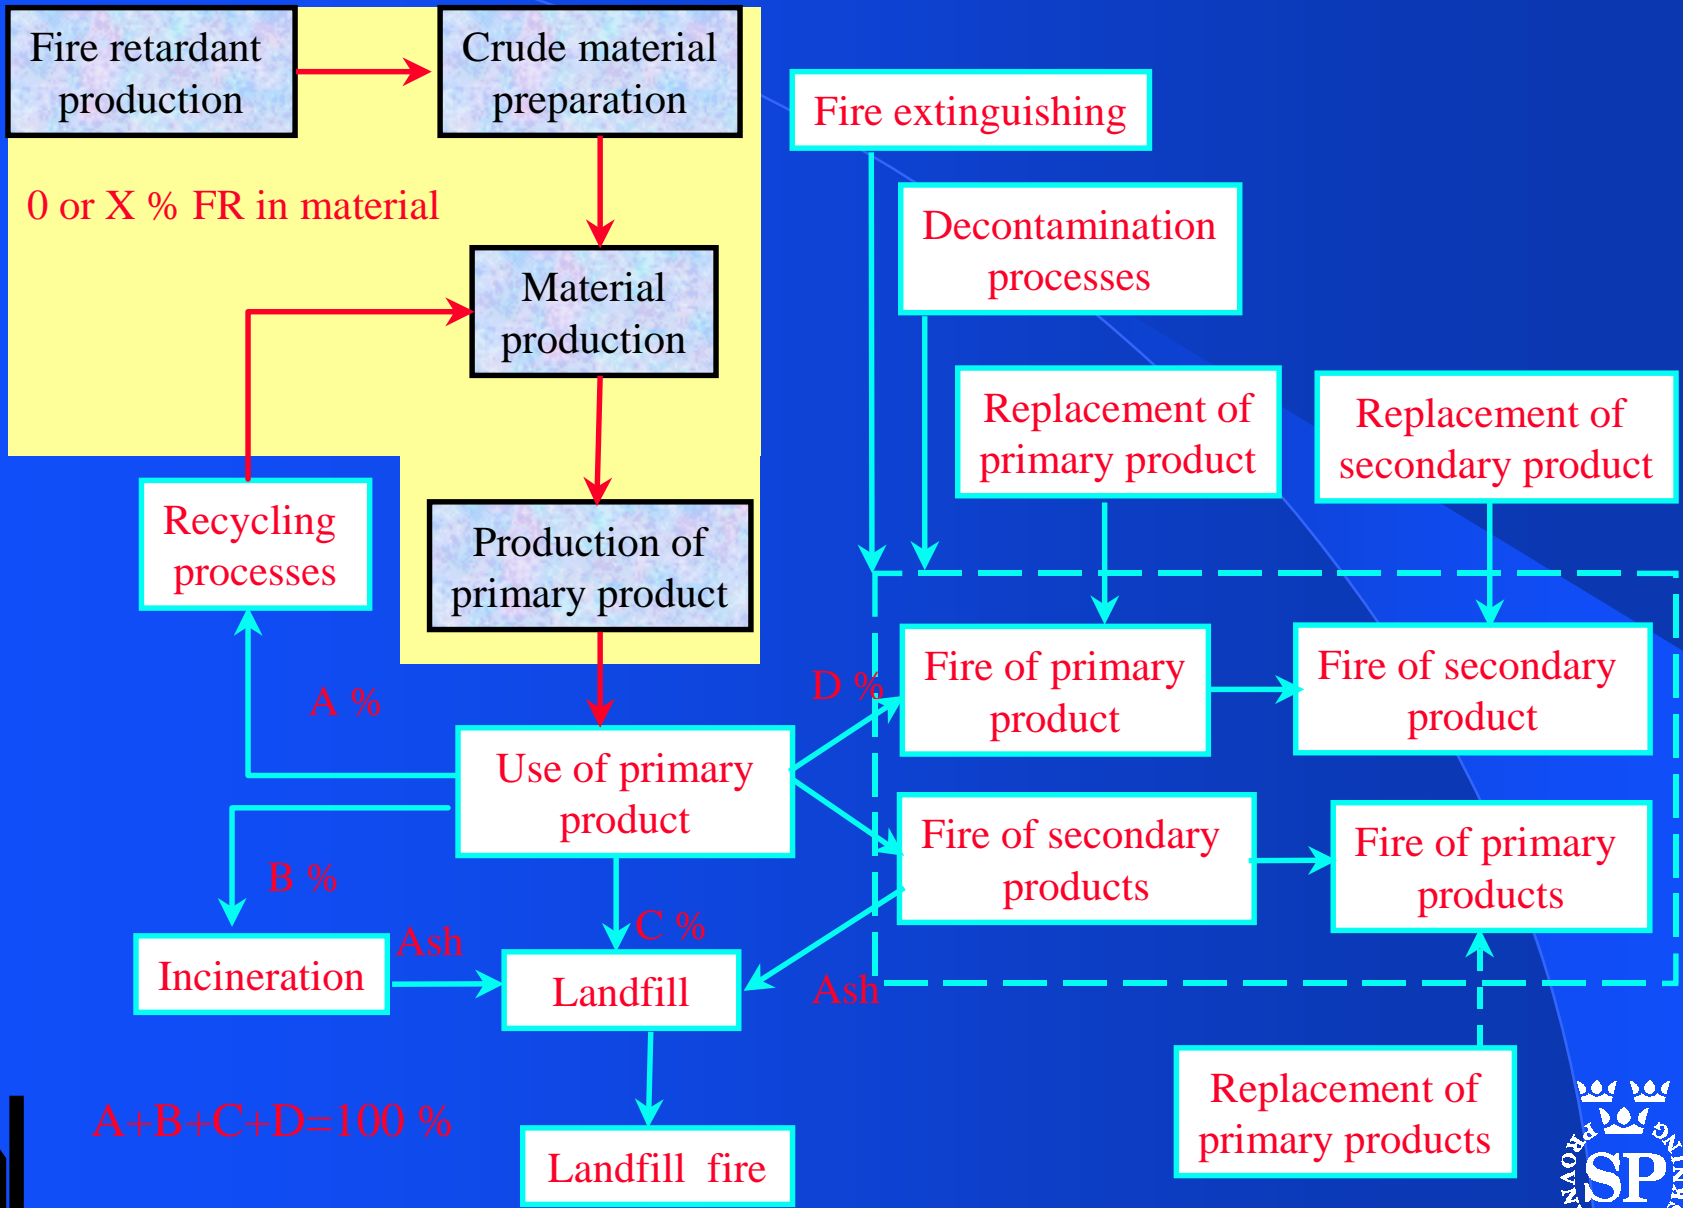 Fire retardant
production
Crude material
preparation
Fire extinguishing
0 or X % FR in material
Decontamination
processes
Material
production
Replacement of
primary product
Replacement of
secondary product
Recycling
processes
Production of
primary product
A %
D %
Fire of primary
product
Fire of secondary
product
Use of primary
product
B %
C %
Fire of secondary
products
Fire of primary
products
Incineration
Ash
Landfill
Ash
A+B+C+D=100 %
Landfill fire
Replacement of
primary products
SP